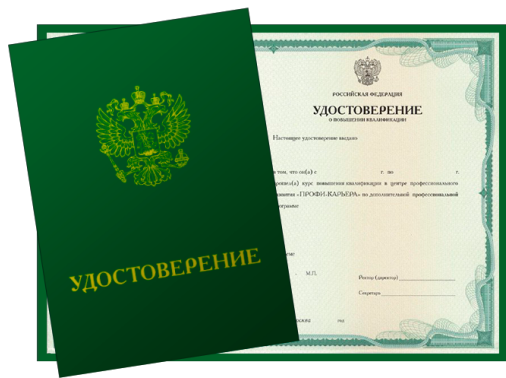 УДОСТОВЕРЕНИЕ
РОССИЙСКАЯ ФЕДЕРАЦИЯ
УДОСТОВЕРЕНИЕ
О ПОВЫШЕНИИ КВАЛИФИКАЦИИ
Настоящее удостоверение выдано
в том, что он(а) с г. по г.
прошел(а) курс повышения квалификации в центре профессионального
развития «ПРОФИ-КАРЬЕРА» по дополнительной профессиональной
программе
М.П.
Ректор (директор)
Секретарь